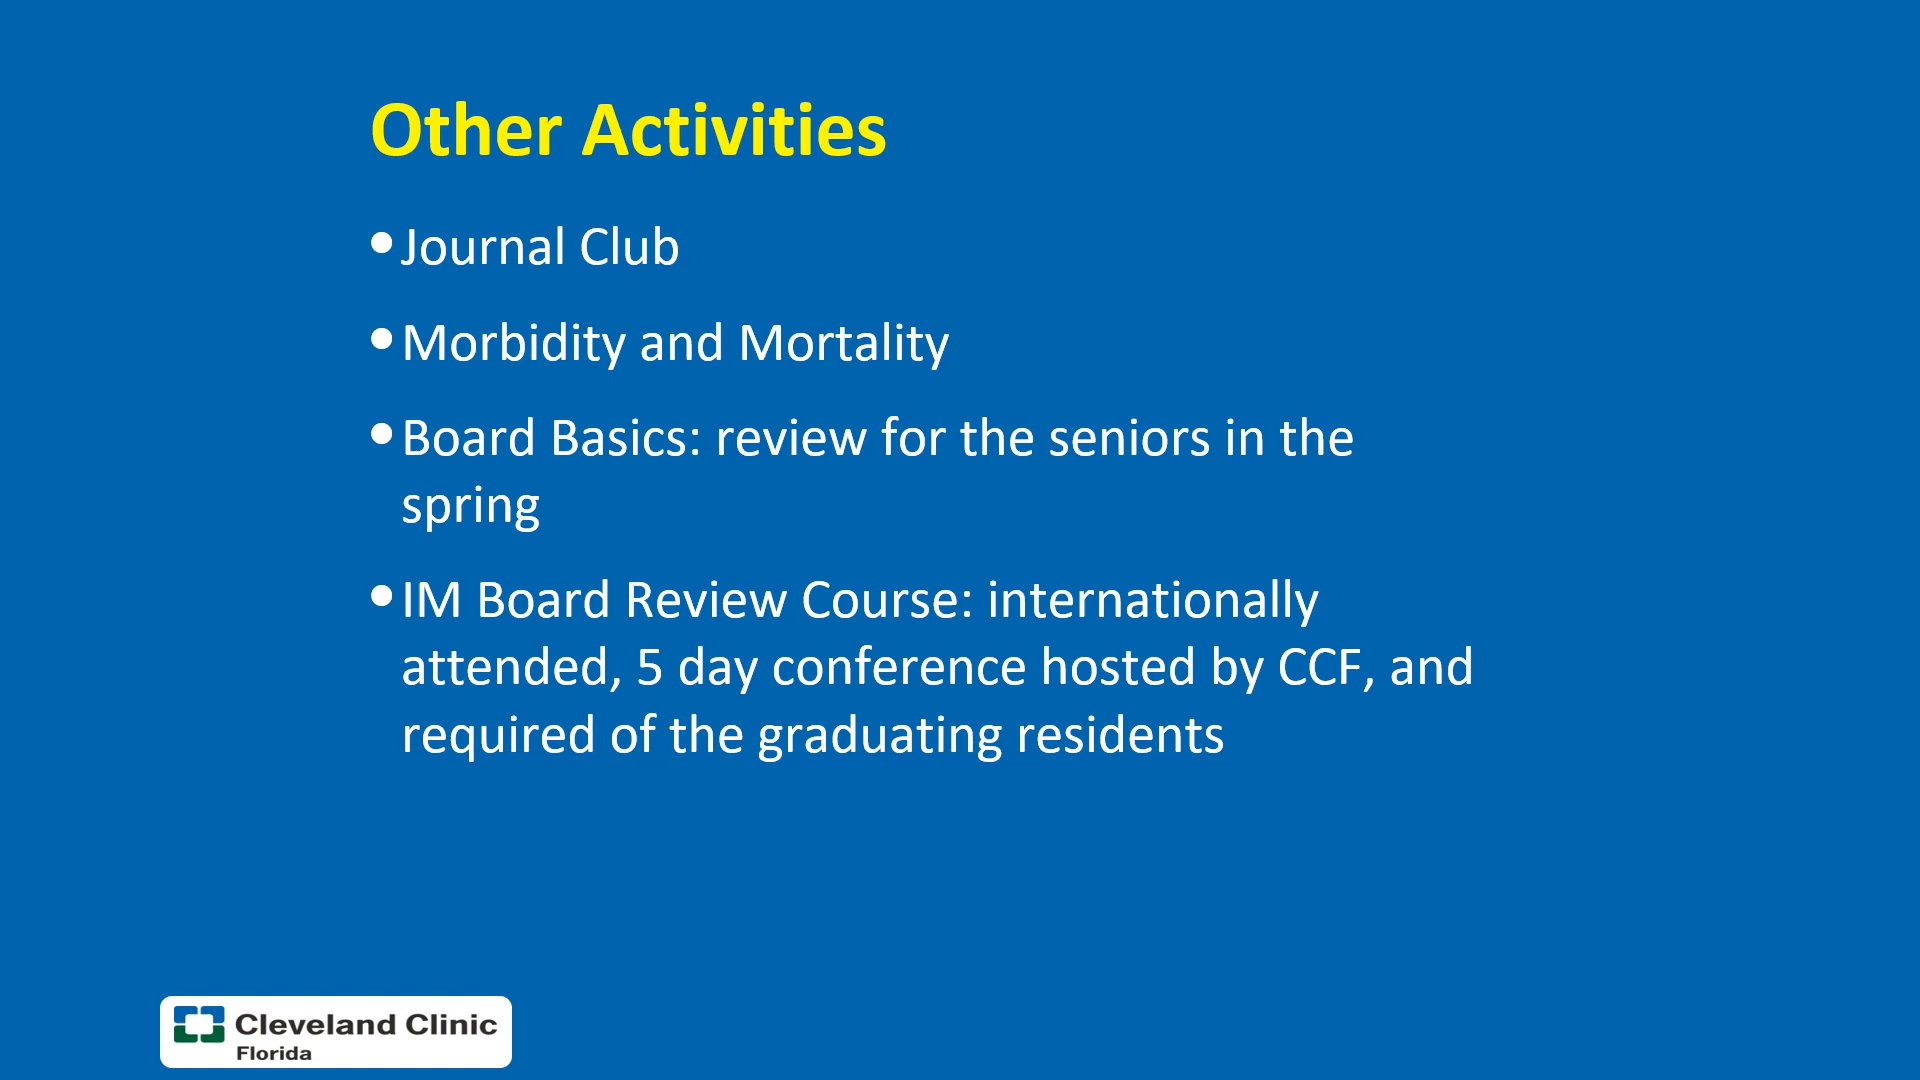 Other Activities
• Journal Club
• Morbidity and Mortality
• Board Basics: review for the seniors in the
spring
• IM Board Review Course: internationally
attended, 5 day conference hosted by CCF, and
required of the graduating residents
Cleveland Clinic
Florida